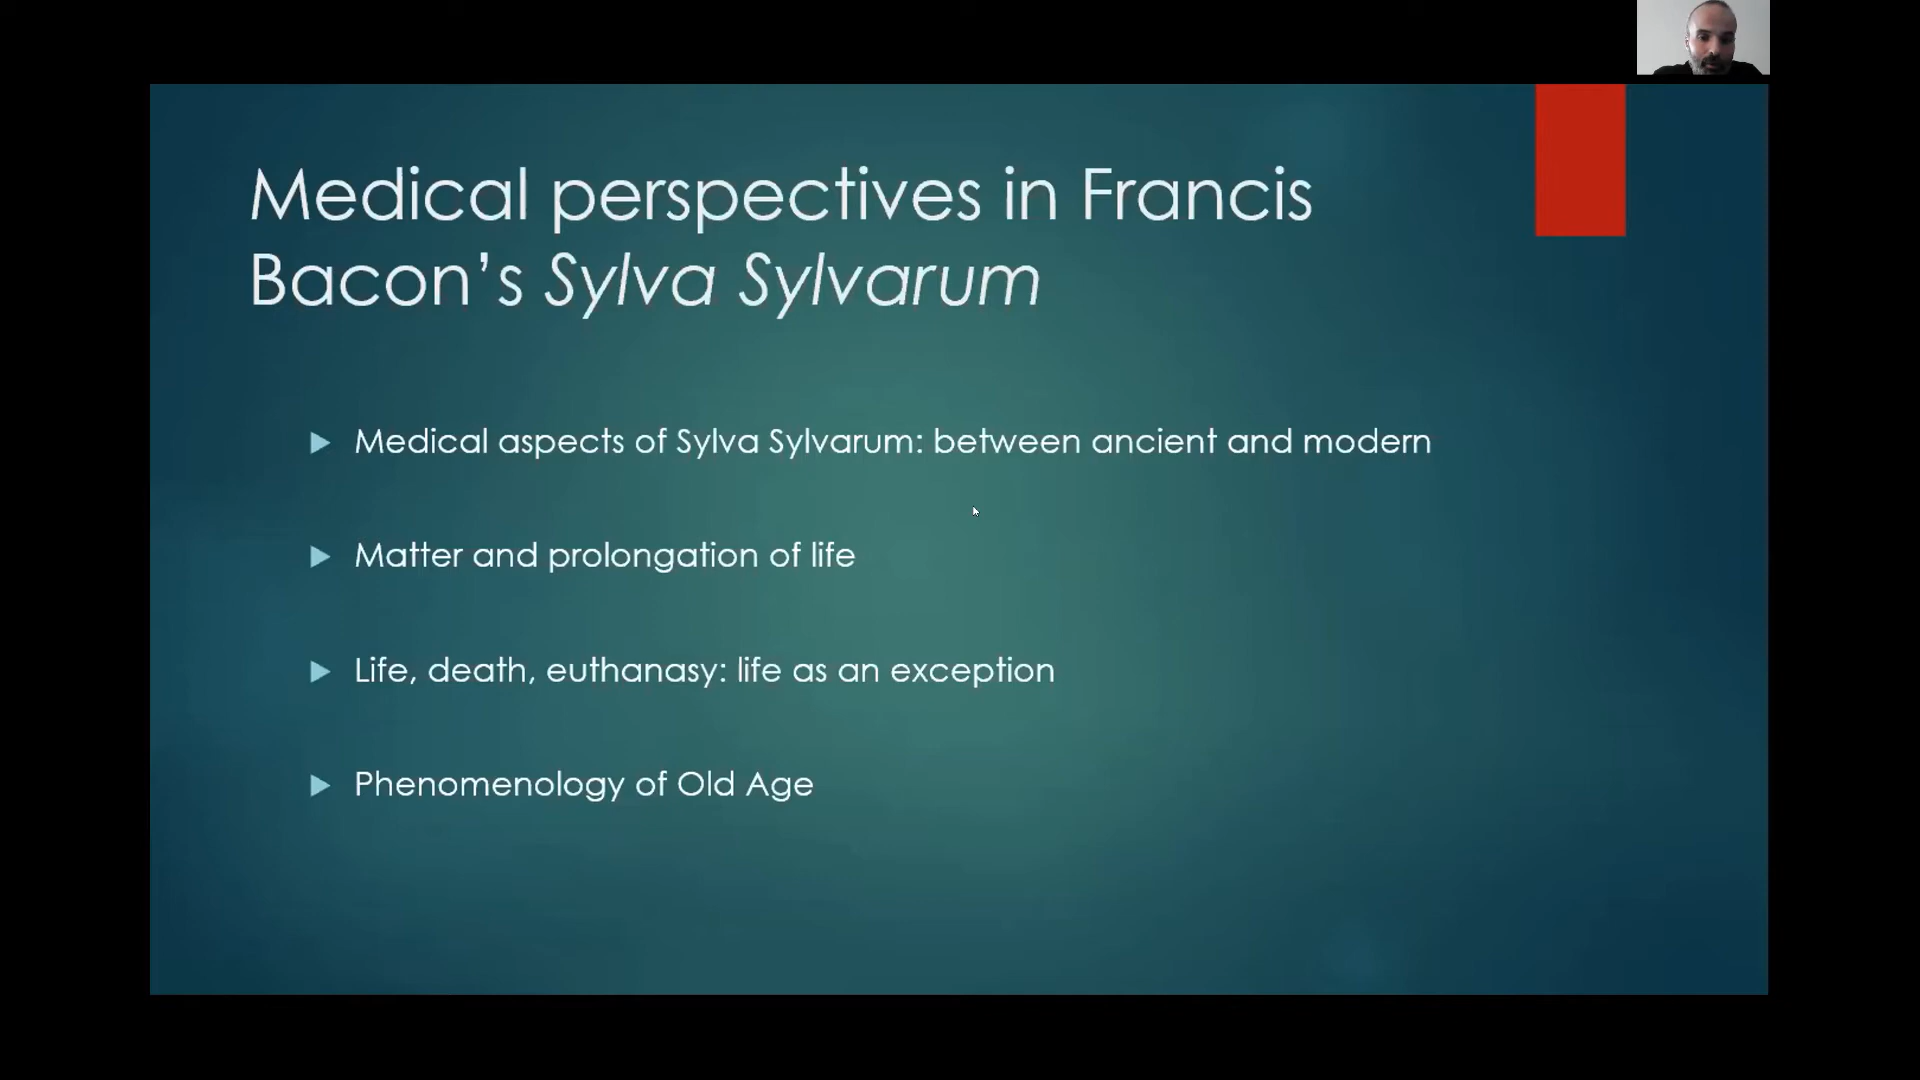 Medical perspectives in Francis
Bacon’s Sylva Sylvarum
Medical aspects of Sylva Sylvarum: between ancient and modern
Matter and prolongation of life
Life, death, euthanasy: life as an exception
Phenomenology of Old Age